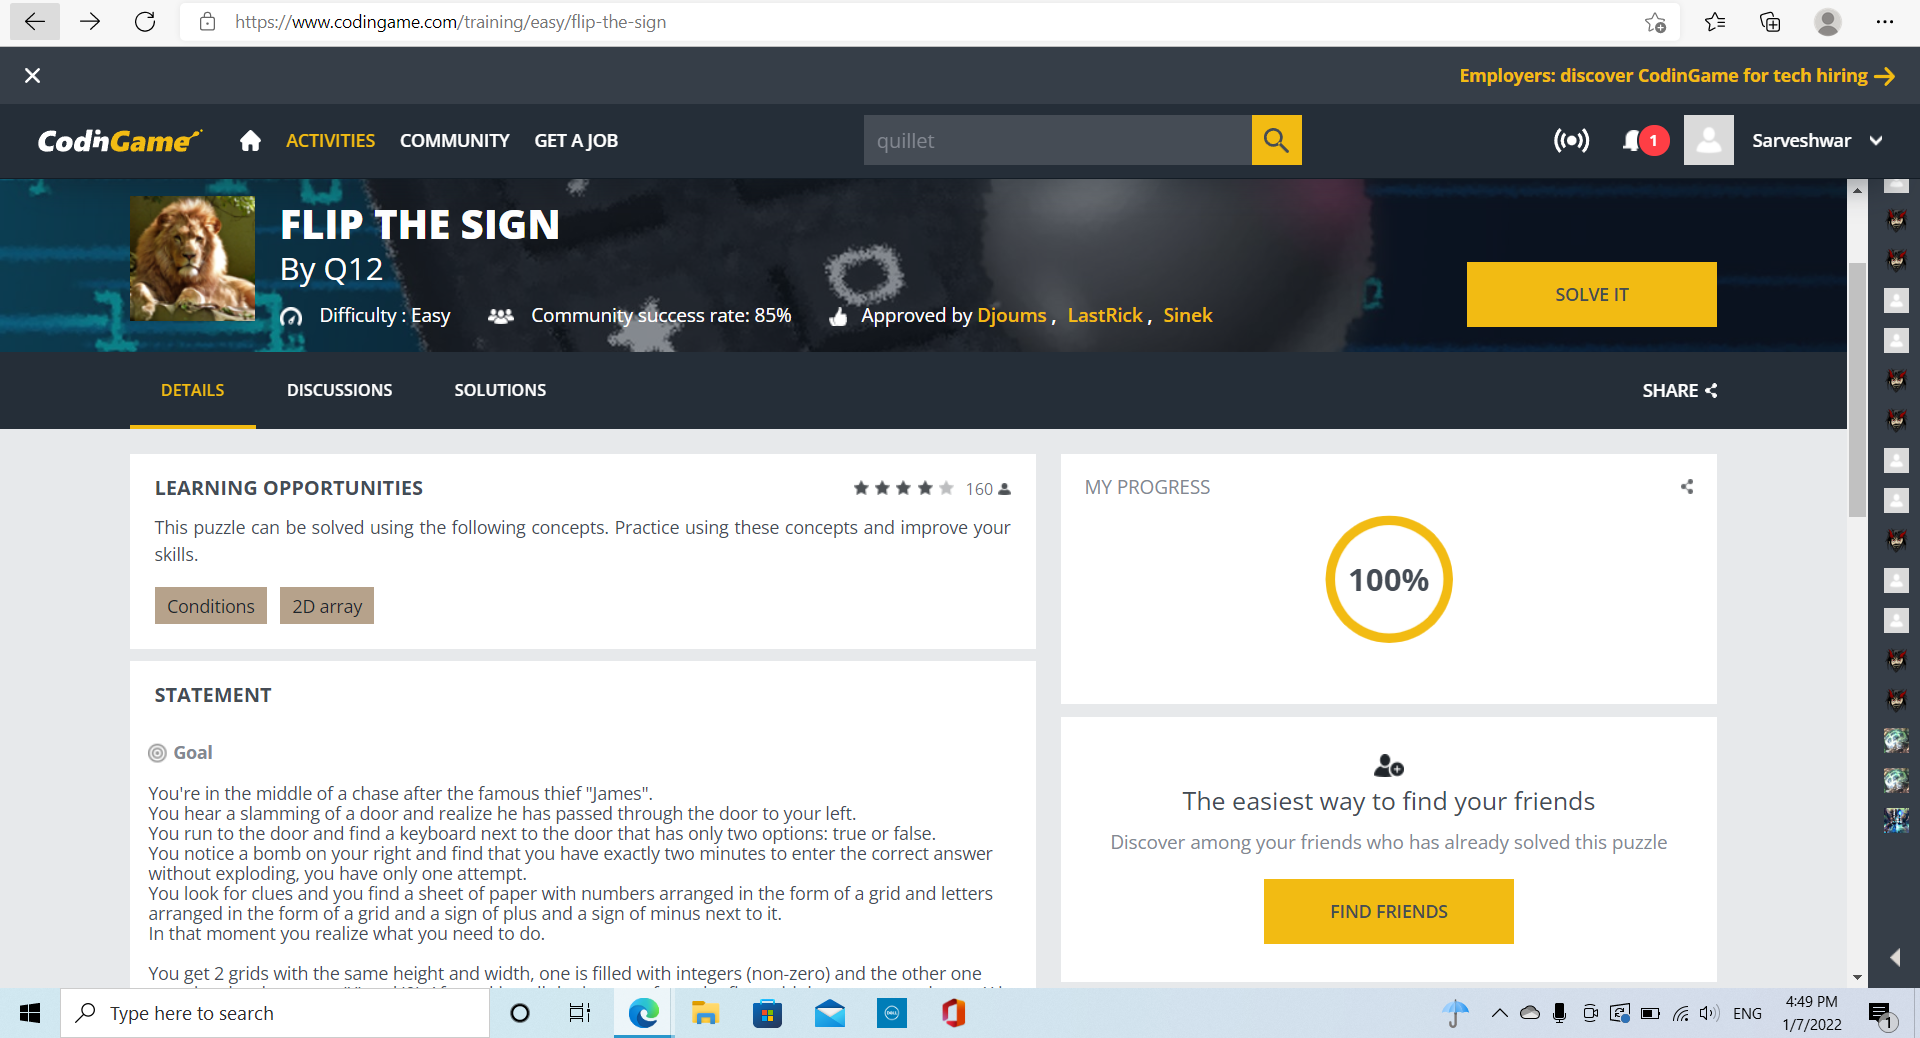 https://www.codingame.com/training/easy/flip-the-sign
Employers: discover CodinGame for tech hiring
CodinGame
ACTIVITIES COMMUNITY GET A JOB
quillet
1
Sarveshwar
FLIP THE SIGN
By Q12
Difficulty : Easy
Community success rate: 85%
Approved by Djoums , LastRick , Sinek
SOLVE IT
DETAILS DISCUSSIONS SOLUTIONS
SHARE
LEARNING OPPORTUNITIES
160
This puzzle can be solved using the following concepts. Practice using these concepts and improve your
skills.
Conditions
2D array
STATEMENT
Goal
You're in the middle of a chase after the famous thief "James".
You hear a slamming of a door and realize he has passed through the door to your left.
You run to the door and find a keyboard next to the door that has only two options: true or false.
You notice a bomb on your right and find that you have exactly two minutes to enter the correct answer
without exploding, you have only one attempt.
You look for clues and you find a sheet of paper with numbers arranged in the form of a grid and letters
arranged in the form of a grid and a sign of plus and a sign of minus next to it.
In that moment you realize what you need to do.
You get 2 grids with the same height and width, one is filled with integers (non-zero) and the other one
MY PROGRESS
100%
The easiest way to find your friends
Discover among your friends who has already solved this puzzle
FIND FRIENDS
Type here to search
DELL
ENG
4:49 PM
1/7/2022
1